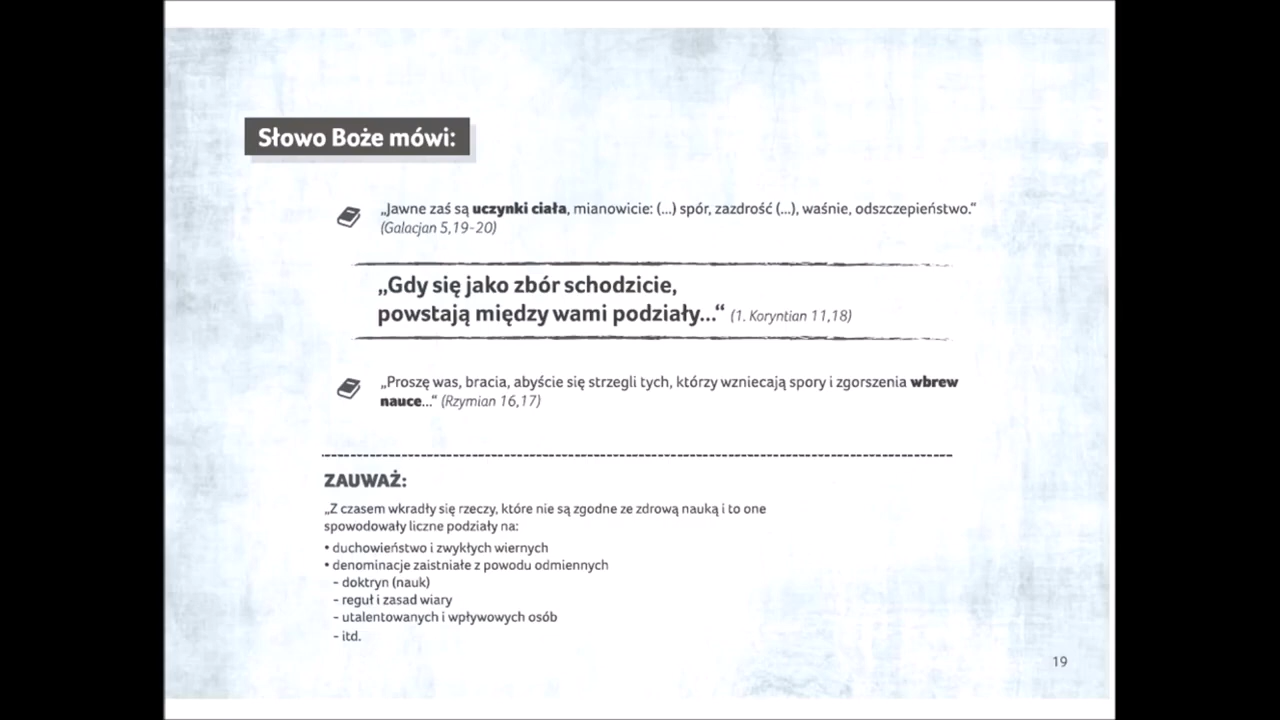 Słowo Boże mówi:
„Jawne zaś są uczynki ciała, mianowicie: (...) spór, zazdrość (...), waśnie, odszczepieństwo.“
(Galacjan 5,19-20)
„Gdy się jako zbór schodzicie,
powstają między wami podziały...“ (1. Koryntian 11,18)
„Proszę was, bracia, abyście się strzegli tych, którzy wzniecają spory i zgorszenia wbrew
nauce...“ (Rzymian 16,17)
ZAUWAŻ:
„Z czasem wkradły się rzeczy, które nie są zgodne ze zdrową nauką i to one
spowodowały liczne podziały na:
• duchowieństwo i zwykłych wiernych
• denominacje zaistniałe z powodu odmiennych
- doktryn (nauk)
- reguł i zasad wiary
- utalentowanych i wpływowych osób
- itd.
19